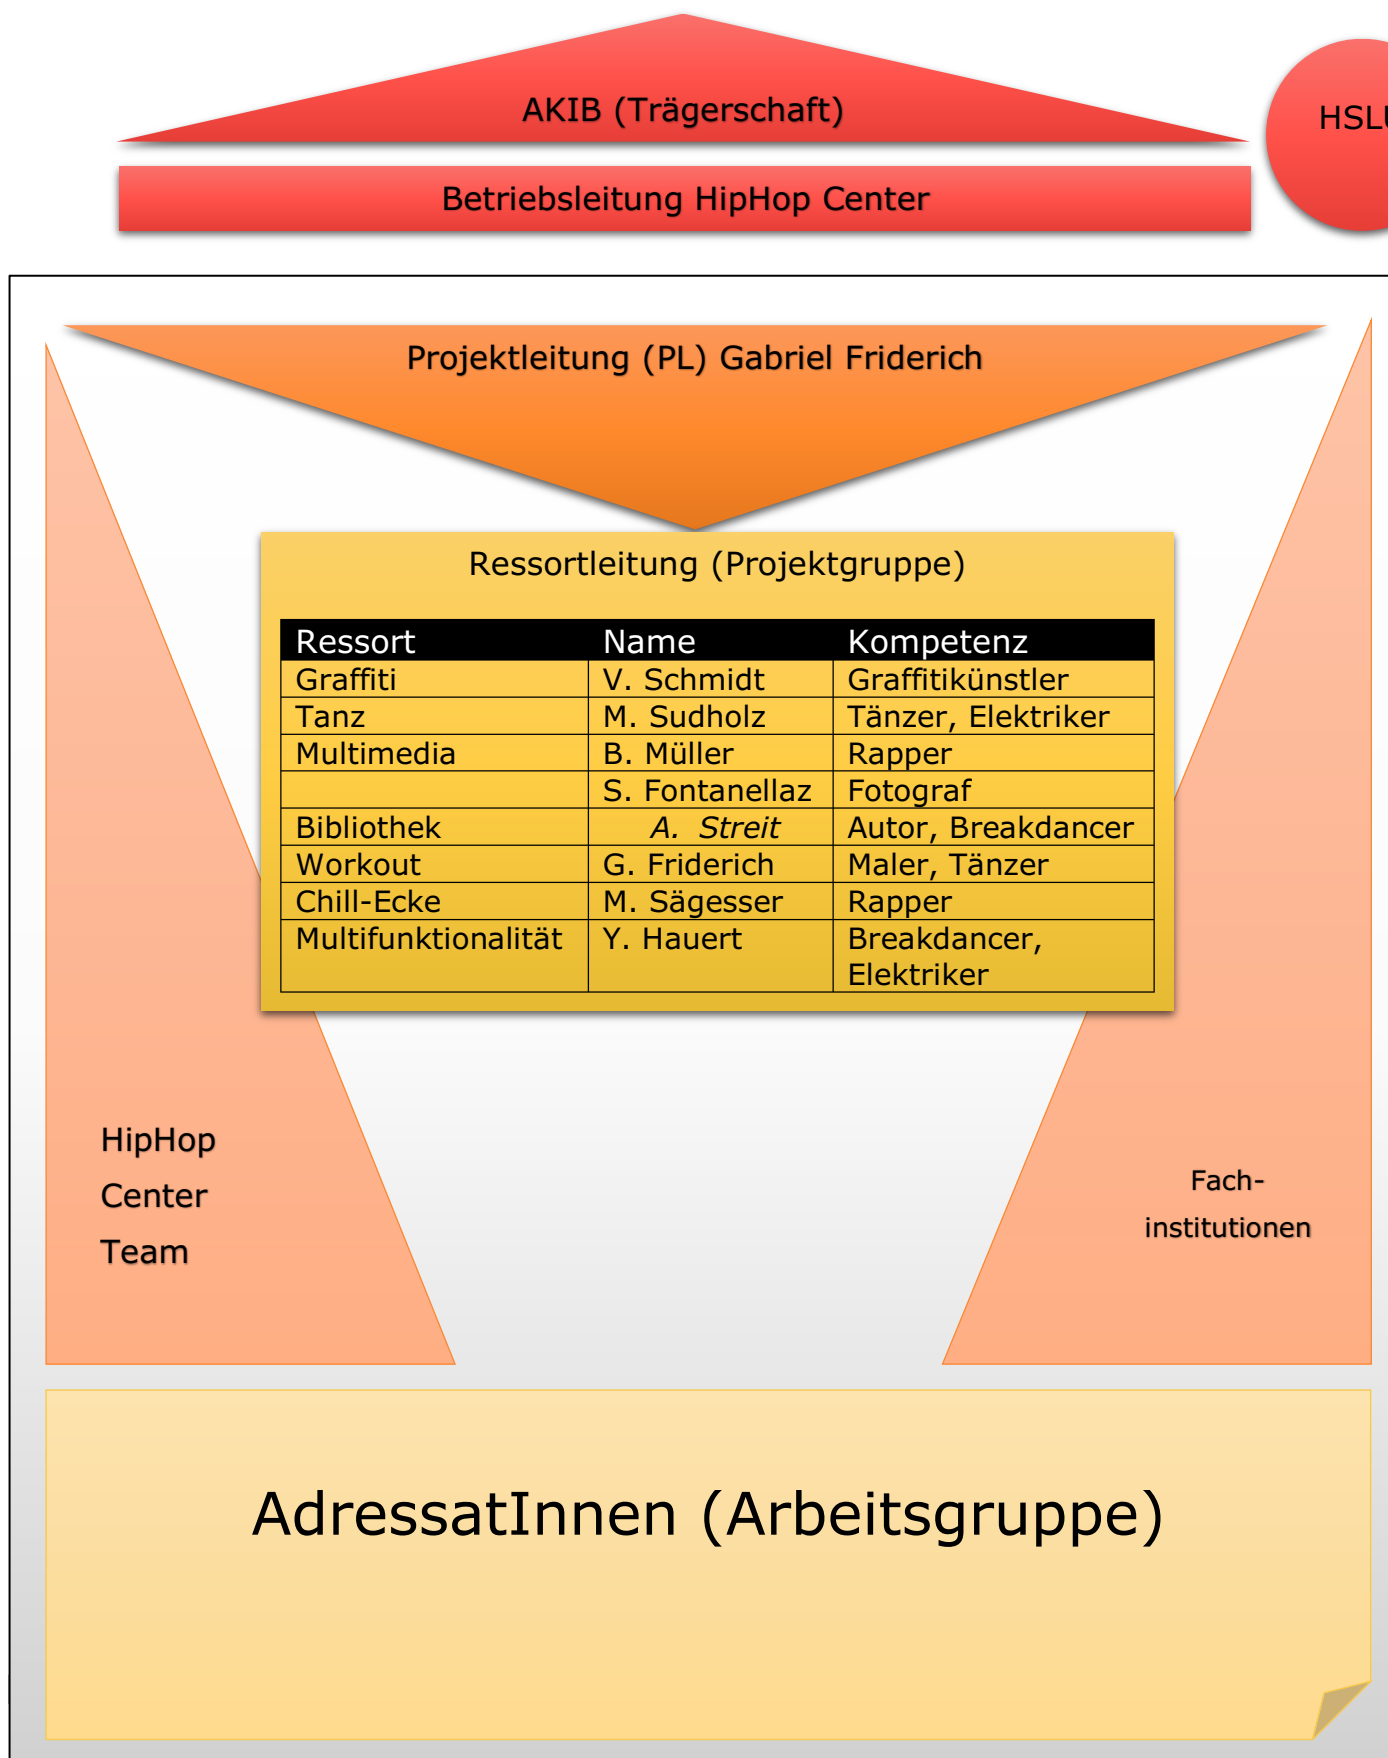 AKIB (Trägerschaft)
HSLU
Betriebsleitung HipHop Center
Projektleitung (PL) Gabriel Friderich
Ressortleitung (Projektgruppe)
Ressort Name Kompetenz
Graffiti V. Schmidt Graffitikünstler
Tanz M. Sudholz Tänzer, Elektriker
Multimedia B. Müller Rapper
S. Fontanellaz Fotograf
Bibliothek A. Streit Autor, Breakdancer
Workout G. Friderich Maler, Tänzer
Chill-Ecke M. Sägesser Rapper
Multifunktionalität Y. Hauert Breakdancer,
Elektriker
HipHop
Center
Team
Fach-
institutionen
AdressatInnen (Arbeitsgruppe)